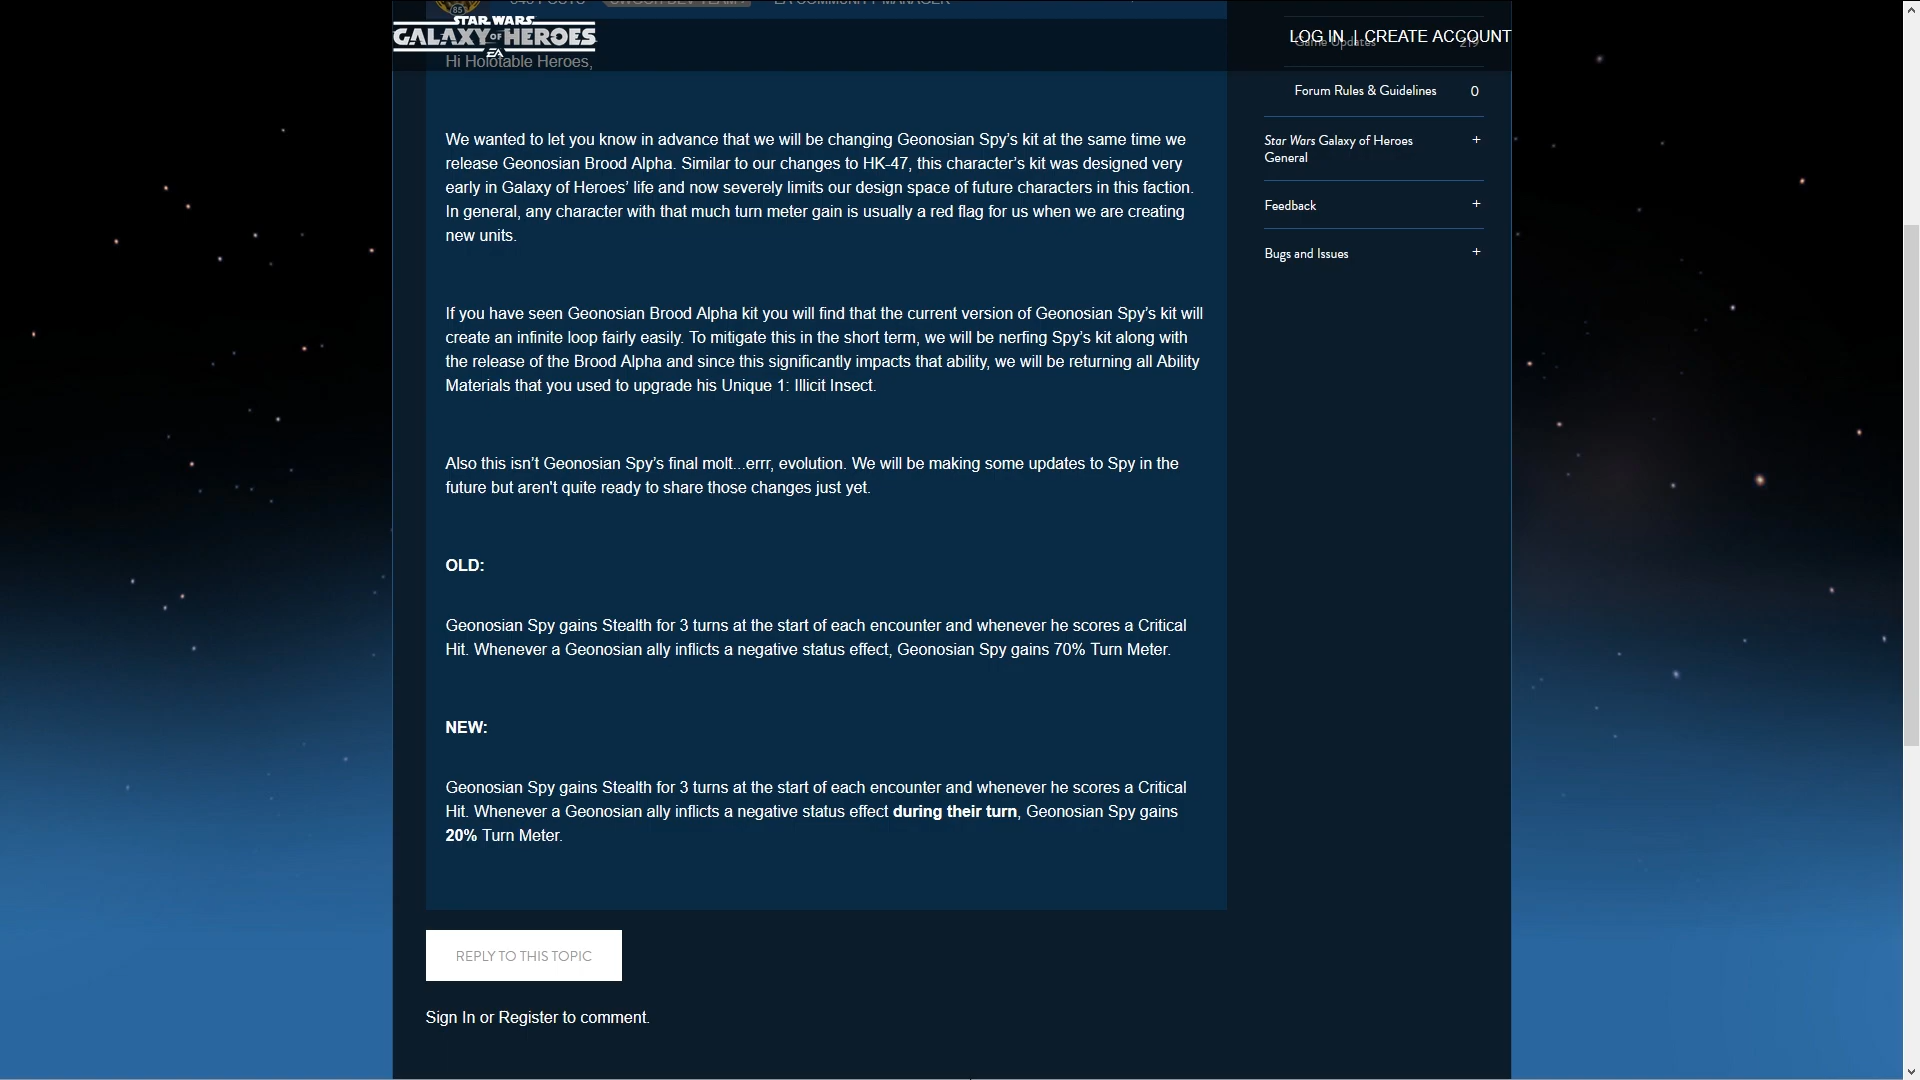 85
STAR WARS
GALAXY OF HEROES
EA
LOG IN | CREATE ACCOUNT
Game Updates 219
Hi Holotable Heroes,
Forum Rules & Guidelines 0
Star Wars Galaxy of Heroes +
General
Feedback +
Bugs and Issues +
We wanted to let you know in advance that we will be changing Geonosian Spy’s kit at the same time we
release Geonosian Brood Alpha. Similar to our changes to HK-47, this character’s kit was designed very
early in Galaxy of Heroes’ life and now severely limits our design space of future characters in this faction.
In general, any character with that much turn meter gain is usually a red flag for us when we are creating
new units.
If you have seen Geonosian Brood Alpha kit you will find that the current version of Geonosian Spy’s kit will
create an infinite loop fairly easily. To mitigate this in the short term, we will be nerfing Spy’s kit along with
the release of the Brood Alpha and since this significantly impacts that ability, we will be returning all Ability
Materials that you used to upgrade his Unique 1: Illicit Insect.
Also this isn’t Geonosian Spy’s final molt...errr, evolution. We will be making some updates to Spy in the
future but aren't quite ready to share those changes just yet.
OLD:
Geonosian Spy gains Stealth for 3 turns at the start of each encounter and whenever he scores a Critical
Hit. Whenever a Geonosian ally inflicts a negative status effect, Geonosian Spy gains 70% Turn Meter.
NEW:
Geonosian Spy gains Stealth for 3 turns at the start of each encounter and whenever he scores a Critical
Hit. Whenever a Geonosian ally inflicts a negative status effect during their turn, Geonosian Spy gains
20% Turn Meter.
REPLY TO THIS TOPIC
Sign In or Register to comment.